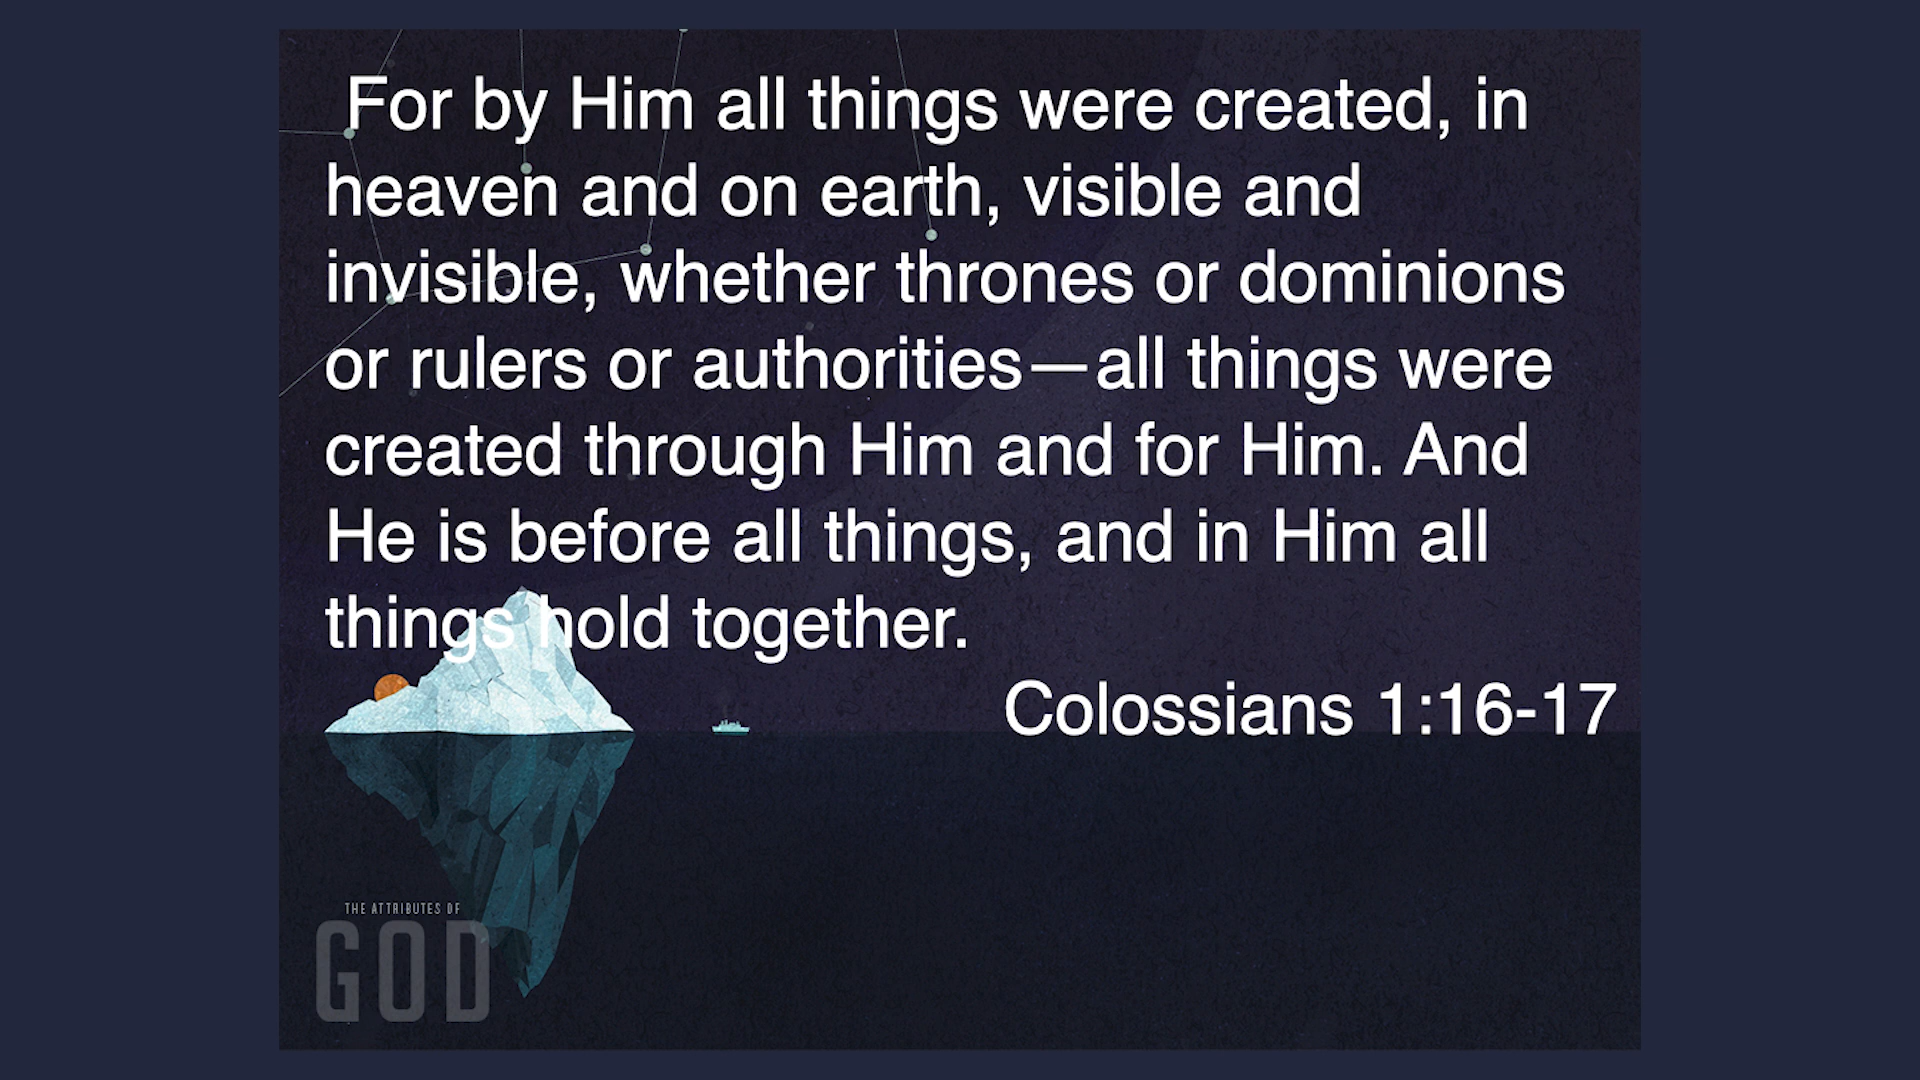 For by Him all things were created, in
heaven and on earth, visible and
invisible, whether thrones or dominions
or rulers or authorities—all things were
created through Him and for Him. And
He is before all things, and in Him all
things hold together.
Colossians 1:16-17
THE ATTRIBUTES OF
GOD